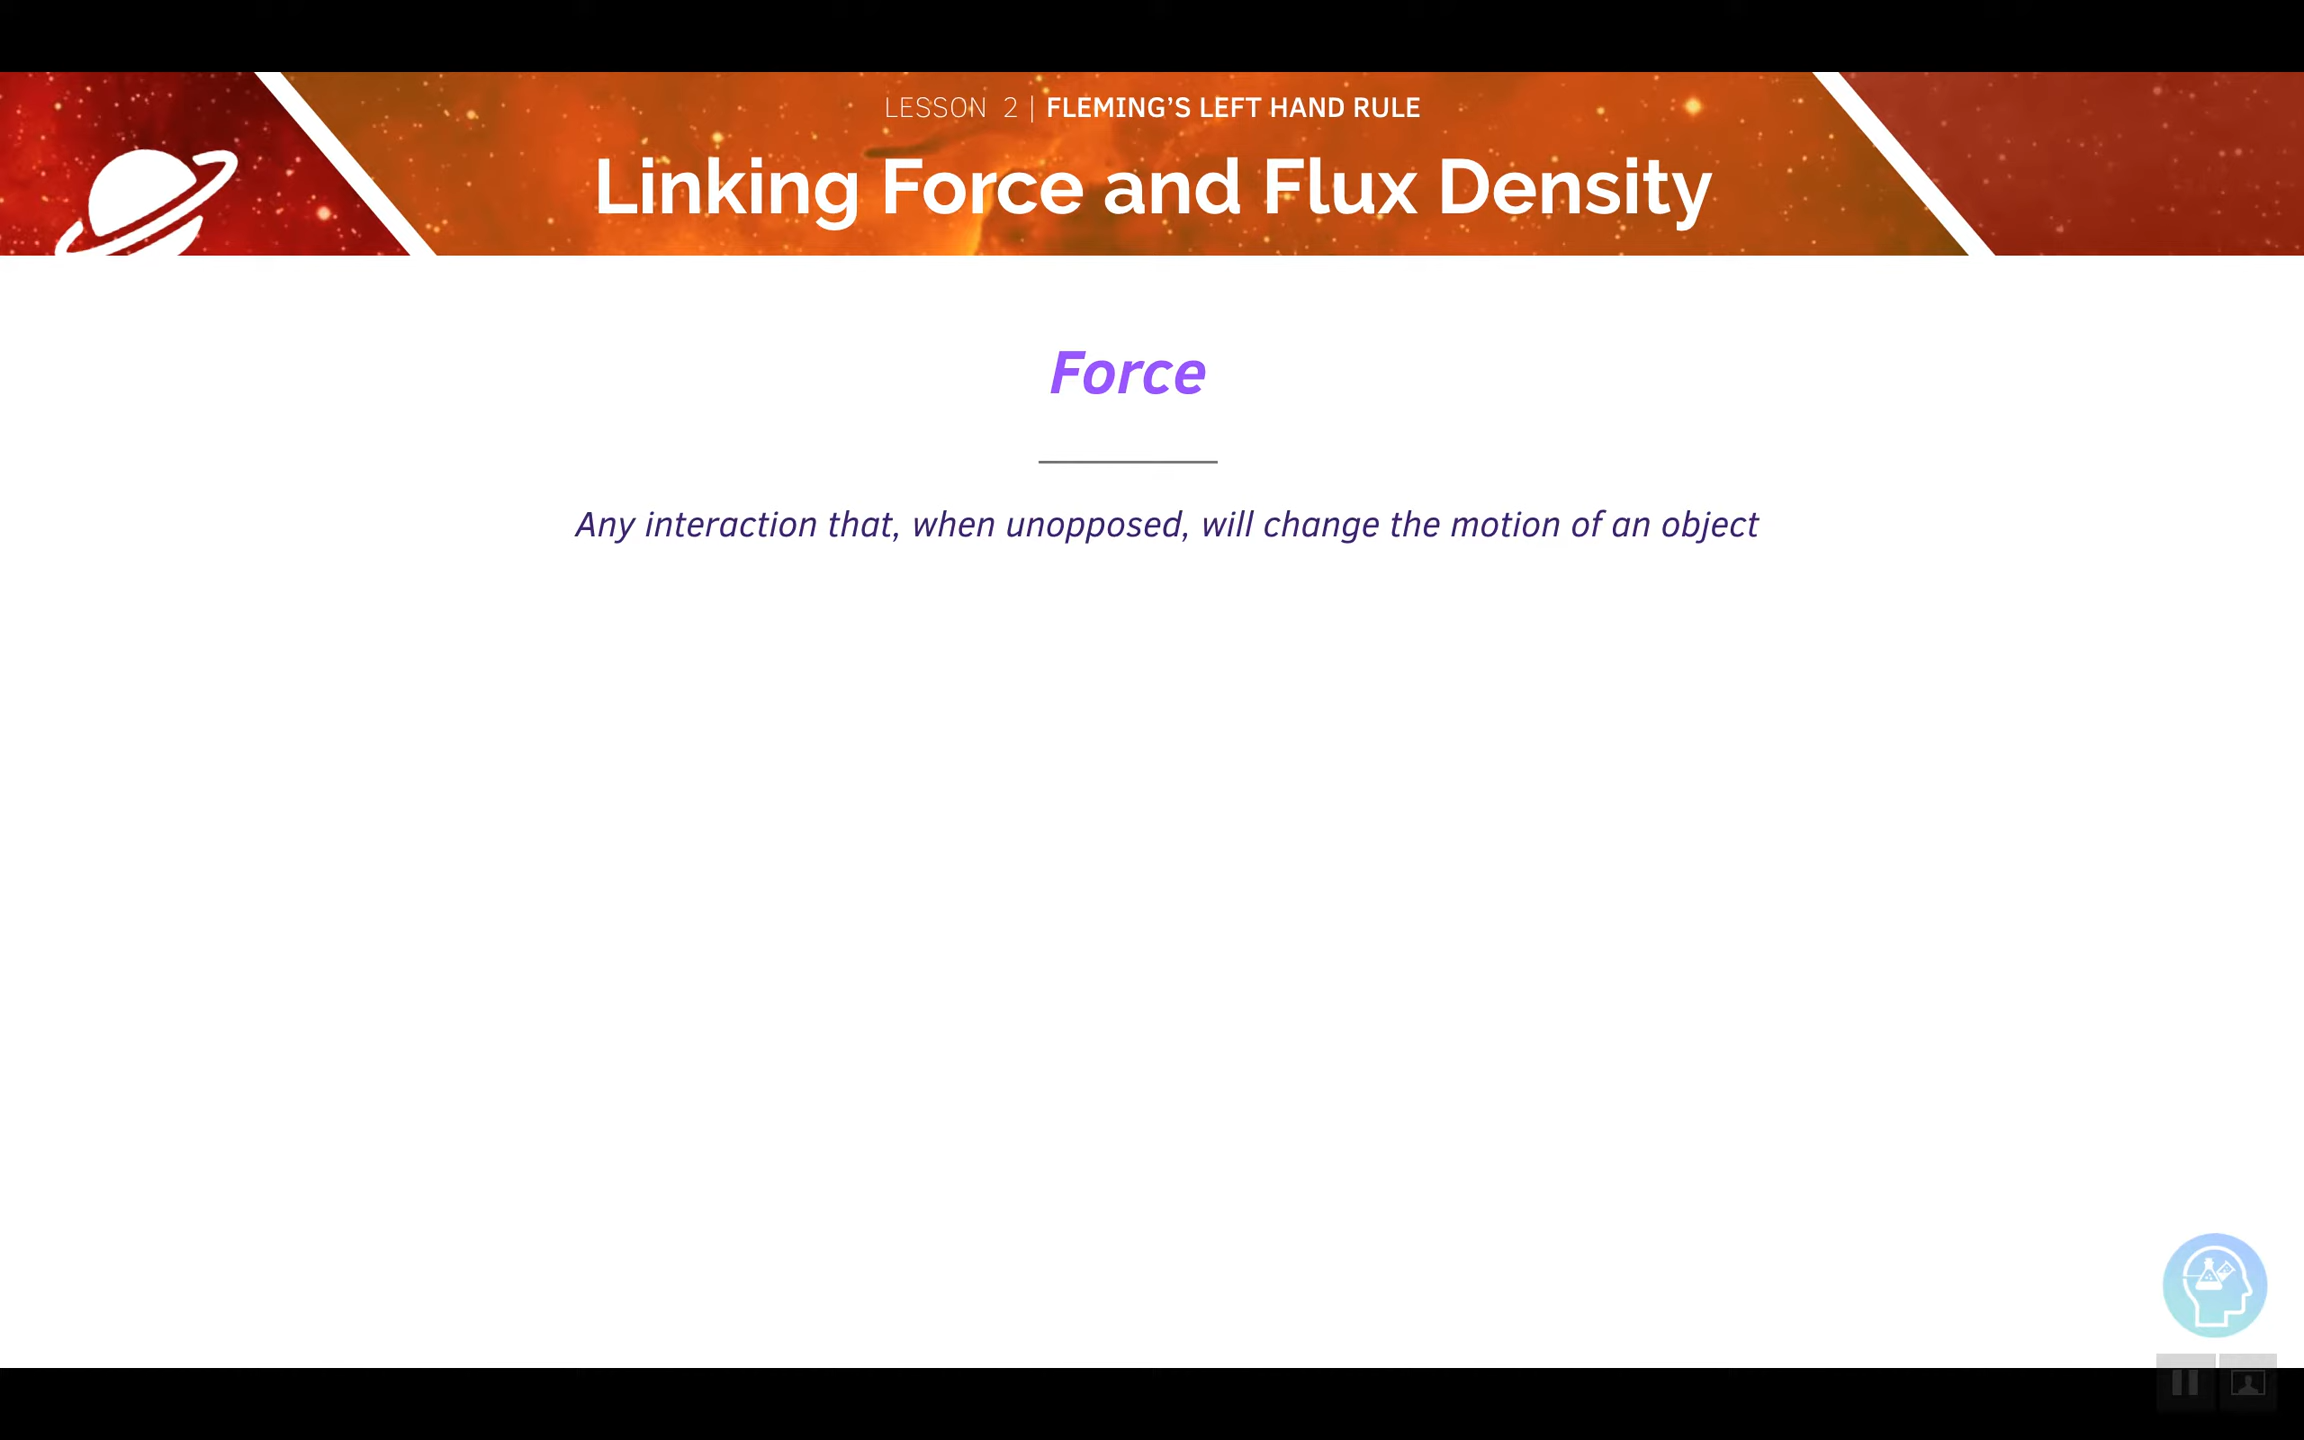 LESSON 2 | FLEMING'S LEFT HAND RULE
Linking Force and Flux Density
Force
Any interaction that, when unopposed, will change the motion of an object